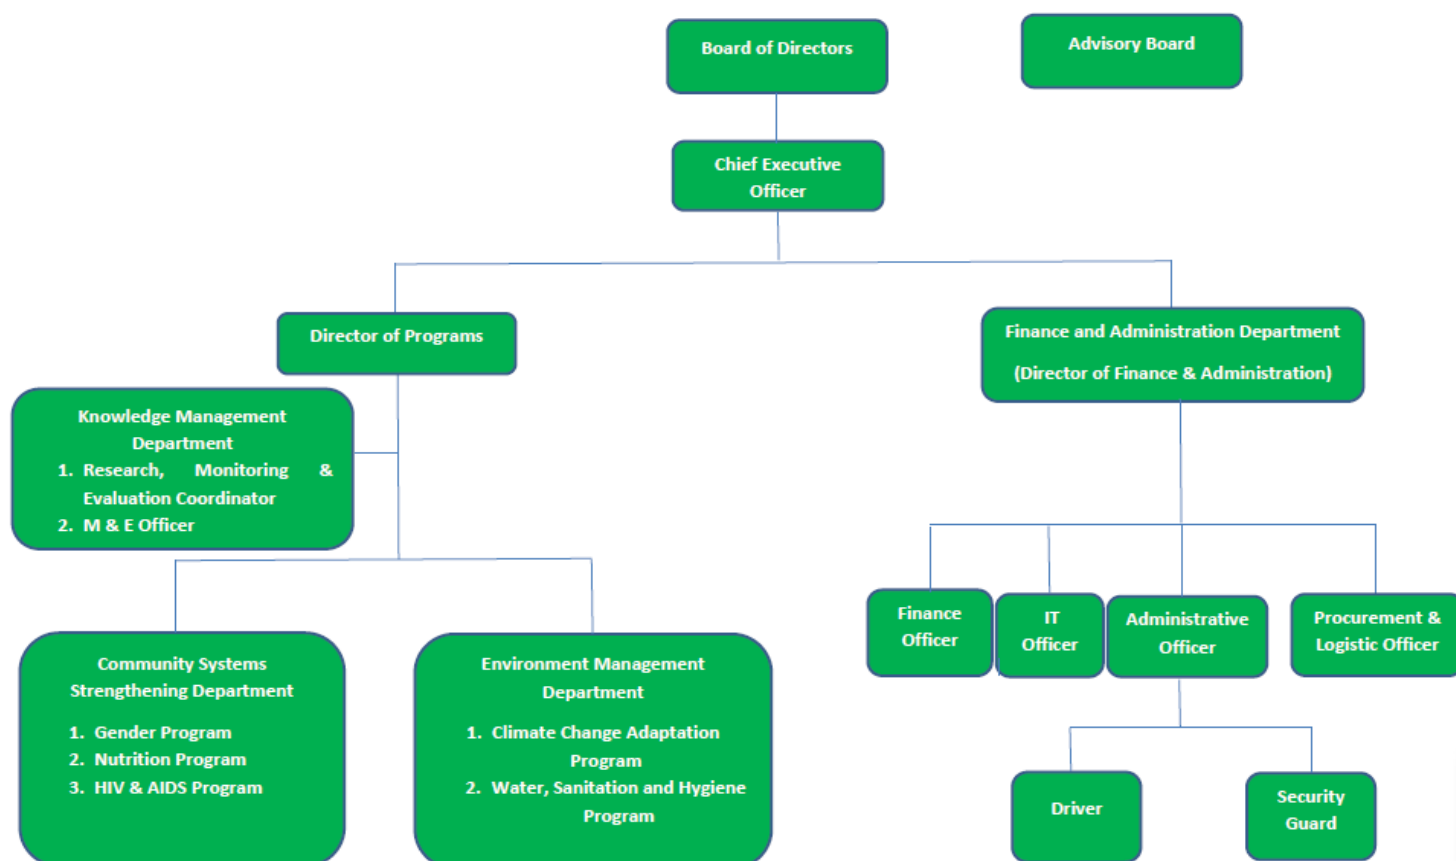 Board of Directors
Advisory Board
Chief Executive
Officer
Director of Programs
Finance and Administration Department
(Director of Finance & Administration)
Knowledge Management
Department
1. Research, Monitoring &
Evaluation Coordinator
2. M & E Officer
Finance
Officer
IT
Officer
Administrative
Officer
Procurement &
Logistic Officer
Community Systems
Strengthening Department
1. Gender Program
2. Nutrition Program
3. HIV & AIDS Program
Environment Management
Department
1. Climate Change Adaptation
Program
2. Water, Sanitation and Hygiene
Program
Driver
Security
Guard